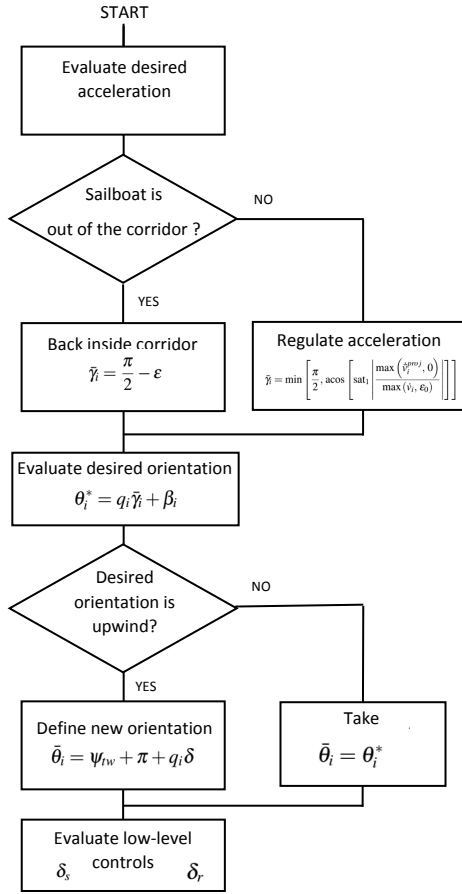 START
Evaluate desired
acceleration
Sailboat is
out of the corridor ?
NO
YES
Back inside corridor
γ̄ᵢ = π/2 − ε
Regulate acceleration
γ̄ᵢ = min [ π/2, acos [ sat₁ | max (v̇ᵢᵖʳᵒʲ, 0) / max (v̇ᵢ, ε₀) | ] ]
Evaluate desired orientation
θᵢ* = qᵢγ̄ᵢ + βᵢ
Desired
orientation is
upwind?
NO
YES
Define new orientation
θ̄ᵢ = ψₜw + π + qᵢδ
Take
θ̄ᵢ = θᵢ*
Evaluate low-level
controls
δₛ δᵣ